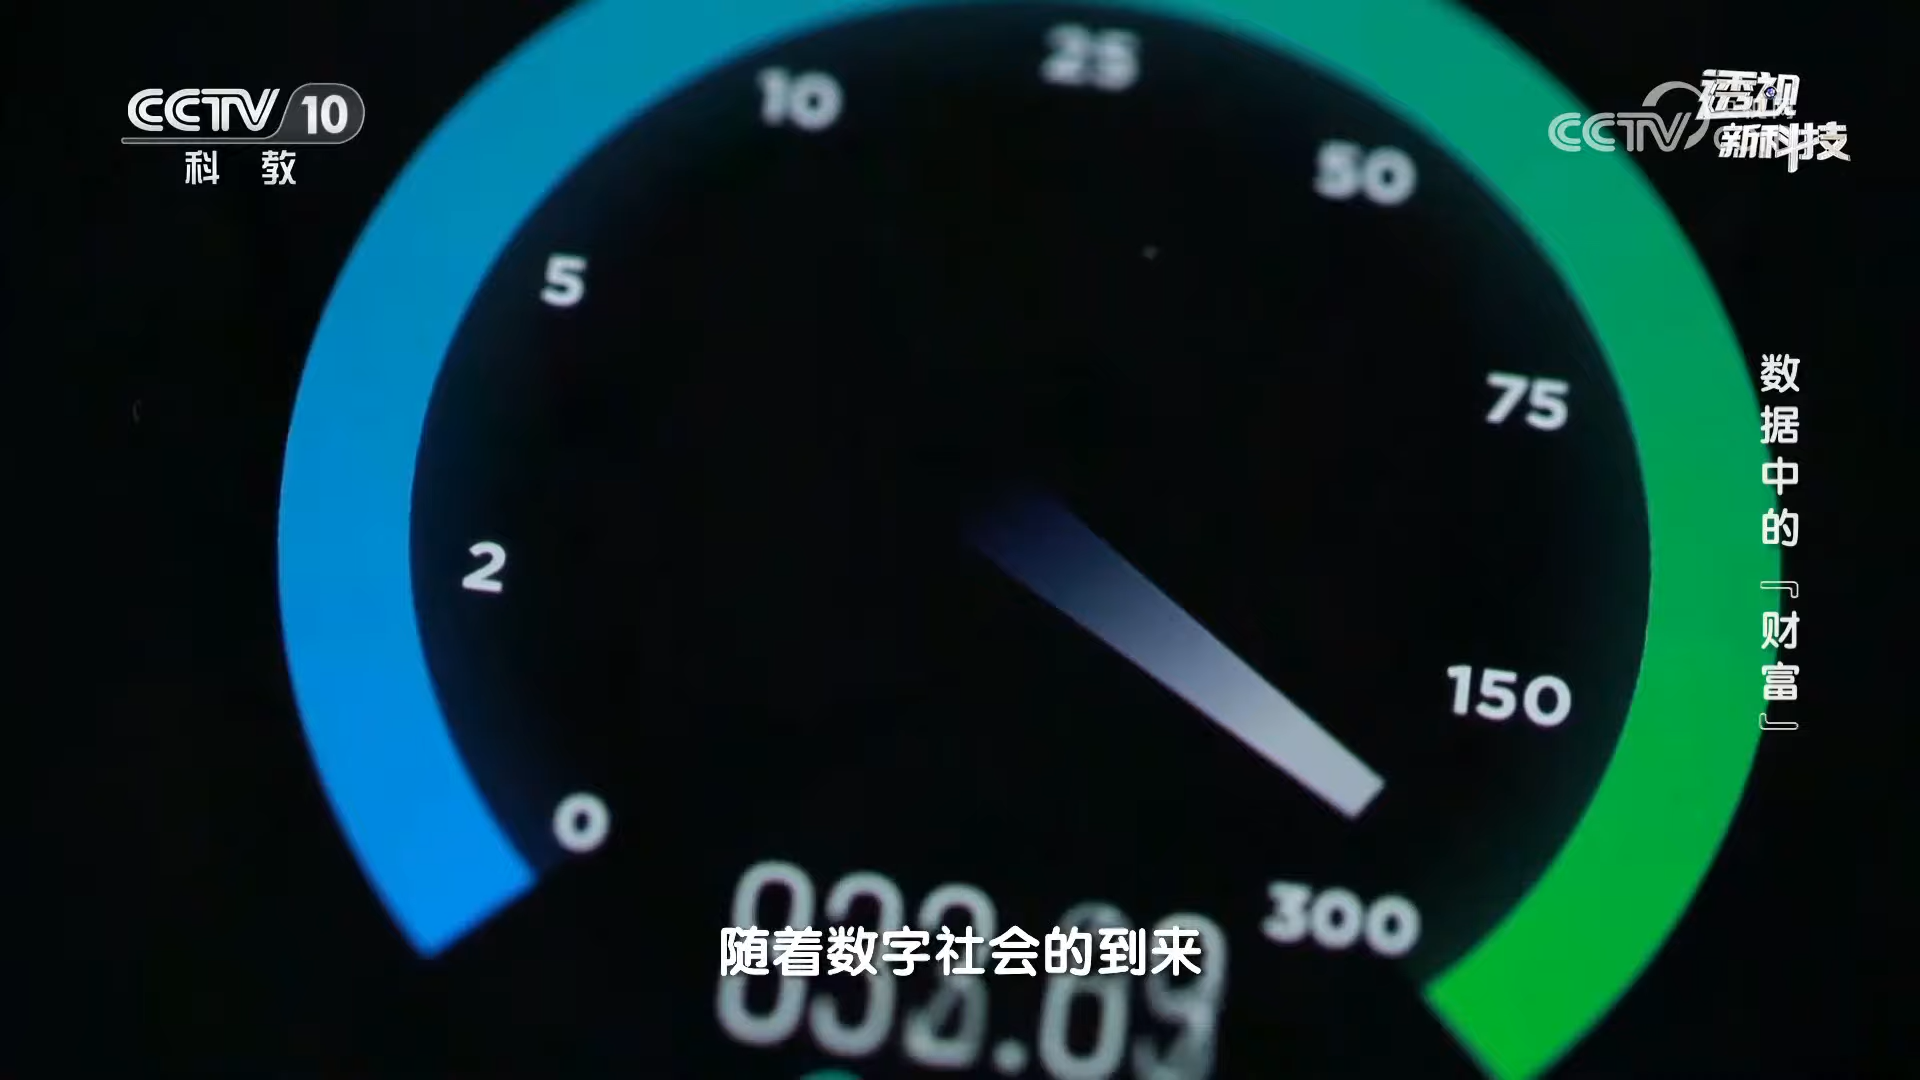 CCTV 10
科 教
透视
新科技
CCTV
0
2
5
10
25
50
75
150
300
数据中的『财富』
随着数字社会的到来